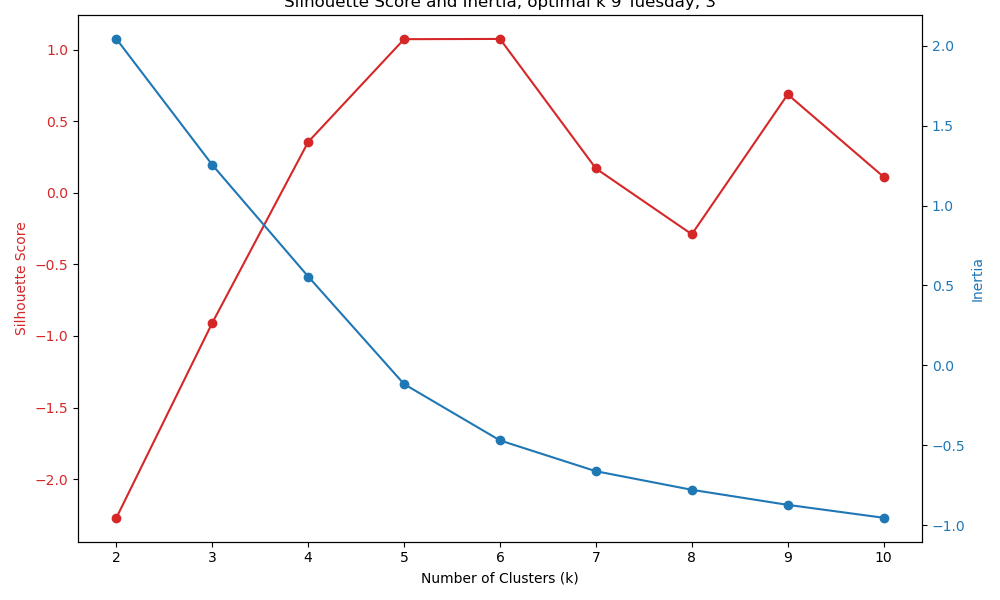 Silhouette Score and Inertia, optimal k 9 Tuesday, 3
1.0
0.5
0.0
−0.5
−1.0
−1.5
−2.0
Silhouette Score
2.0
1.5
1.0
0.5
0.0
−0.5
−1.0
Inertia
2 3 4 5 6 7 8 9 10
Number of Clusters (k)